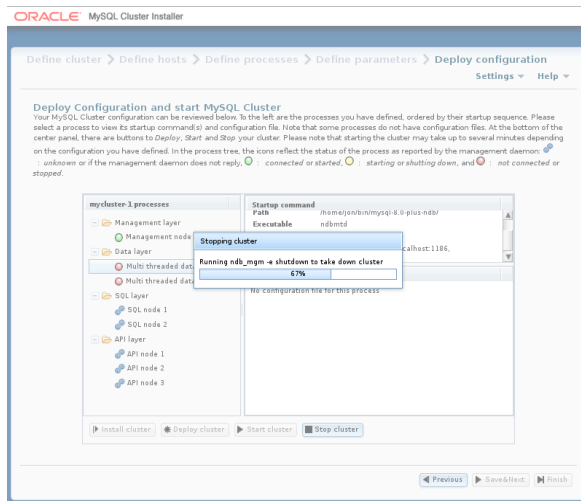 ORACLE® MySQL Cluster Installer
Define cluster > Define hosts > Define processes > Define parameters > Deploy configuration
Settings Help
Deploy Configuration and start MySQL Cluster
Your MySQL Cluster configuration can be reviewed below. To the left are the processes you have defined, ordered by their startup sequence. Please
select a process to view its startup command(s) and configuration file. Note that some processes do not have configuration files. At the bottom of the
center panel, there are buttons to Deploy, Start and Stop your cluster. Please note that starting the cluster may take up to several minutes depending
on the configuration you have defined. In the process tree, the icons reflect the status of the process as reported by the management daemon:
: unknown or if the management daemon does not reply, : connected or started, : starting or shutting down, and : not connected or
stopped.
mycluster-1 processes
Management layer
Management node
Data layer
Multi threaded dat
Multi threaded dat
SQL layer
SQL node 1
SQL node 2
API layer
API node 1
API node 2
API node 3
Startup command
Path /home/jon/bin/mysql-8.0-plus-ndb/
Executable ndbmtd
calhost:1186,
Stopping cluster
Running ndb_mgm -e shutdown to take down cluster
67%
No configuration file for this process
Install cluster Deploy cluster Start cluster Stop cluster
Previous Save&Next Finish